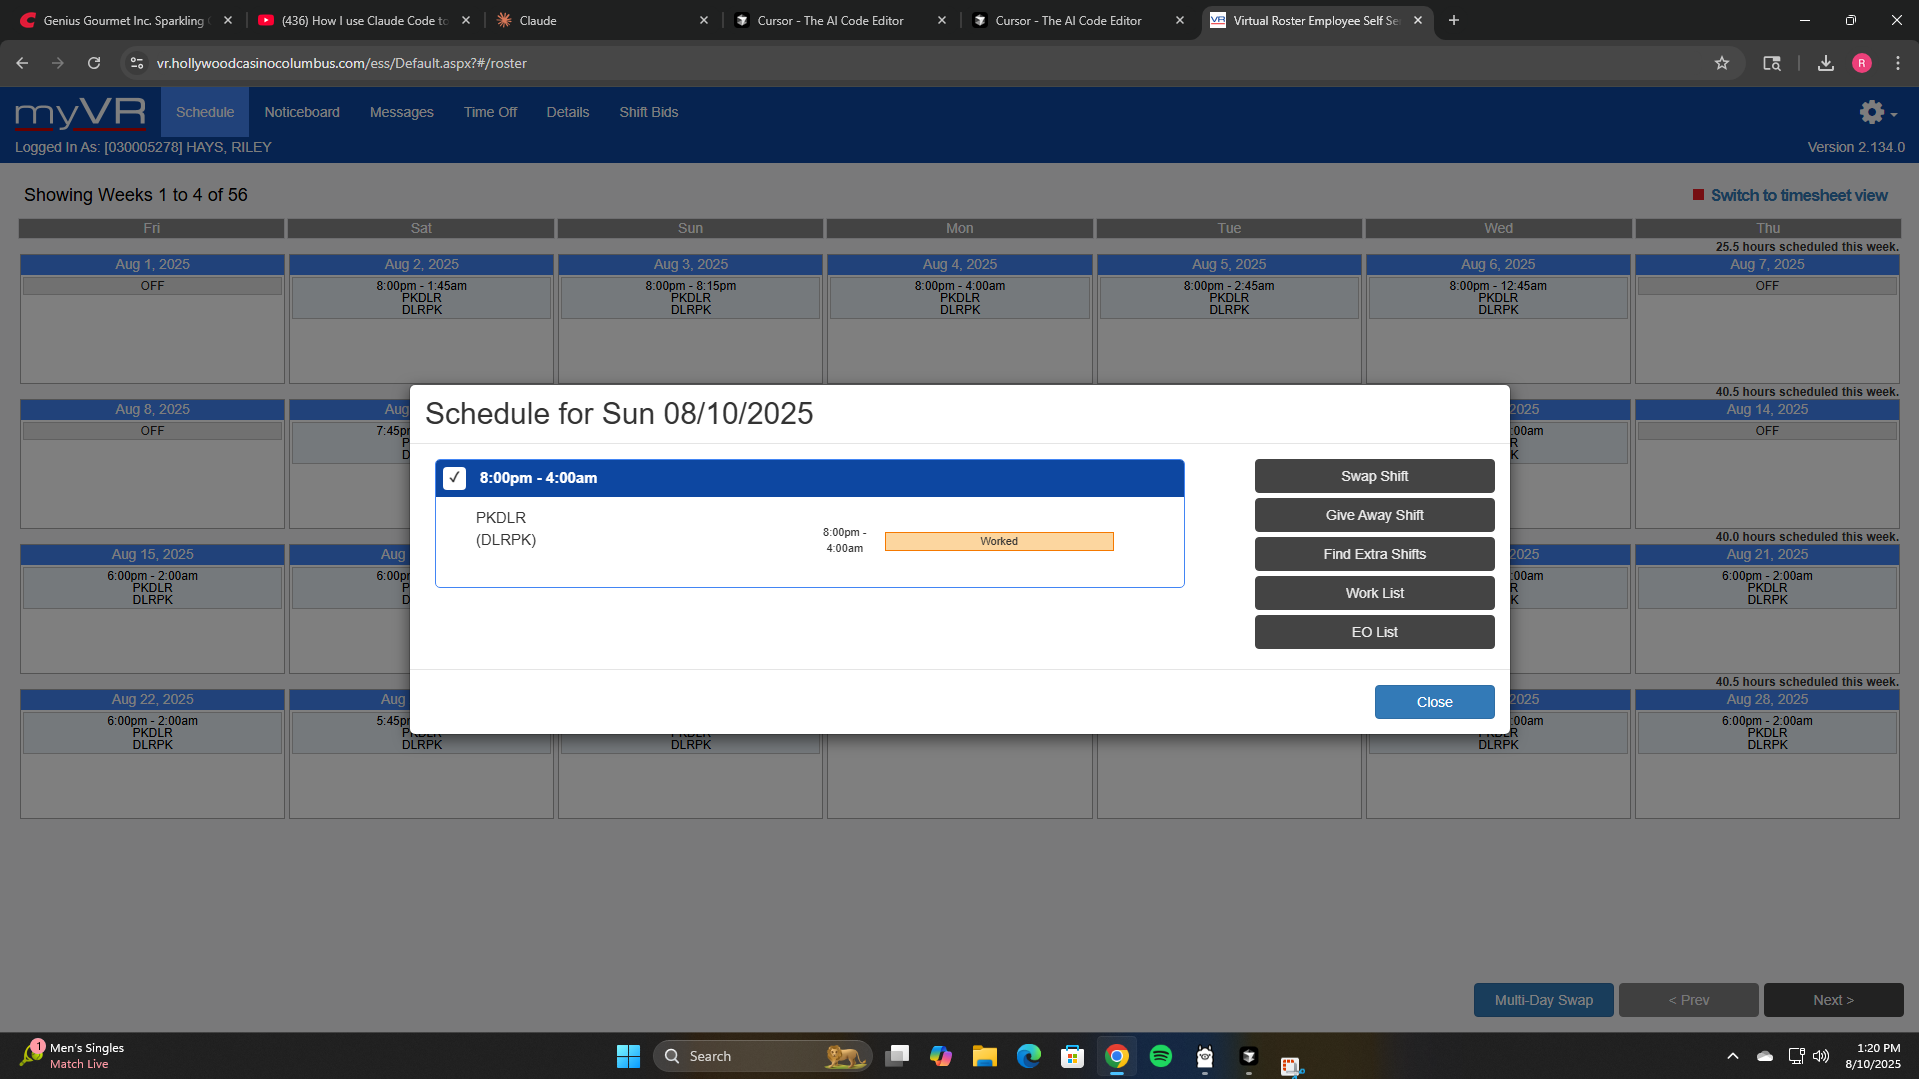 Genius Gourmet Inc. Sparkling
(436) How I use Claude Code to
Claude
Cursor - The AI Code Editor
Cursor - The AI Code Editor
VR
Virtual Roster Employee Self Se
vr.hollywoodcasinocolumbus.com/ess/Default.aspx?#/roster
R
myVR
Schedule
Noticeboard
Messages
Time Off
Details
Shift Bids
Logged In As: [030005278] HAYS, RILEY
Version 2.134.0
Showing Weeks 1 to 4 of 56
Switch to timesheet view
Fri
Sat
Sun
Mon
Tue
Wed
Thu
25.5 hours scheduled this week.
Aug 1, 2025
Aug 2, 2025
Aug 3, 2025
Aug 4, 2025
Aug 5, 2025
Aug 6, 2025
Aug 7, 2025
OFF
8:00pm - 1:45am
PKDLR
DLRPK
8:00pm - 8:15pm
PKDLR
DLRPK
8:00pm - 4:00am
PKDLR
DLRPK
8:00pm - 2:45am
PKDLR
DLRPK
8:00pm - 12:45am
PKDLR
DLRPK
OFF
40.5 hours scheduled this week.
Aug 8, 2025
Aug
2025
Aug 14, 2025
OFF
7:45p
P
D
:00am
R
K
OFF
Schedule for Sun 08/10/2025
✓
8:00pm - 4:00am
PKDLR
(DLRPK)
8:00pm -
4:00am
Worked
Swap Shift
Give Away Shift
Find Extra Shifts
Work List
EO List
Close
40.0 hours scheduled this week.
Aug 15, 2025
Aug
2025
Aug 21, 2025
6:00pm - 2:00am
PKDLR
DLRPK
6:00p
P
D
:00am
R
K
6:00pm - 2:00am
PKDLR
DLRPK
40.5 hours scheduled this week.
Aug 22, 2025
Aug
2025
Aug 28, 2025
6:00pm - 2:00am
PKDLR
DLRPK
5:45p
PKDLR
DLRPK
PKDLR
DLRPK
:00am
PKDLR
DLRPK
6:00pm - 2:00am
PKDLR
DLRPK
Multi-Day Swap
< Prev
Next >
1
Men's Singles
Match Live
Search
1:20 PM
8/10/2025